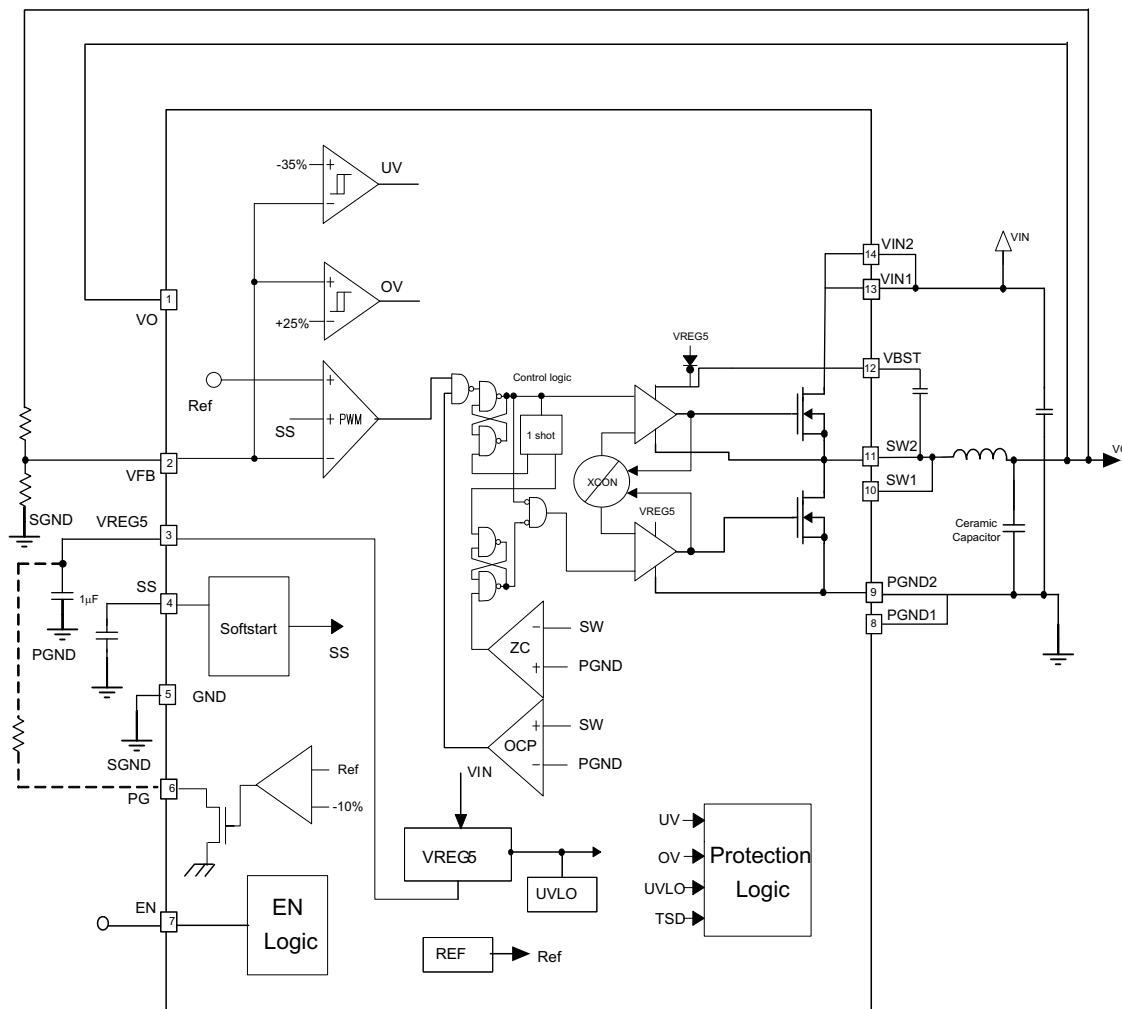 -35%
UV
OV
+25%
VIN2
14
VIN
VIN1
13
1
VO
VREG5
VBST
12
Control logic
Ref
SS
PWM
1 shot
SW2
11
2
VFB
XCON
SW1
10
SGND
VREG5
3
VREG5
Ceramic
Capacitor
1µF
SS
4
PGND2
9
Softstart
PGND1
8
SW
PGND
SS
ZC
PGND
5
GND
SW
SGND
OCP
PGND
VIN
Ref
6
PG
-10%
UV
VREG5
OV
Protection
Logic
UVLO
UVLO
EN
7
EN
Logic
TSD
REF
Ref